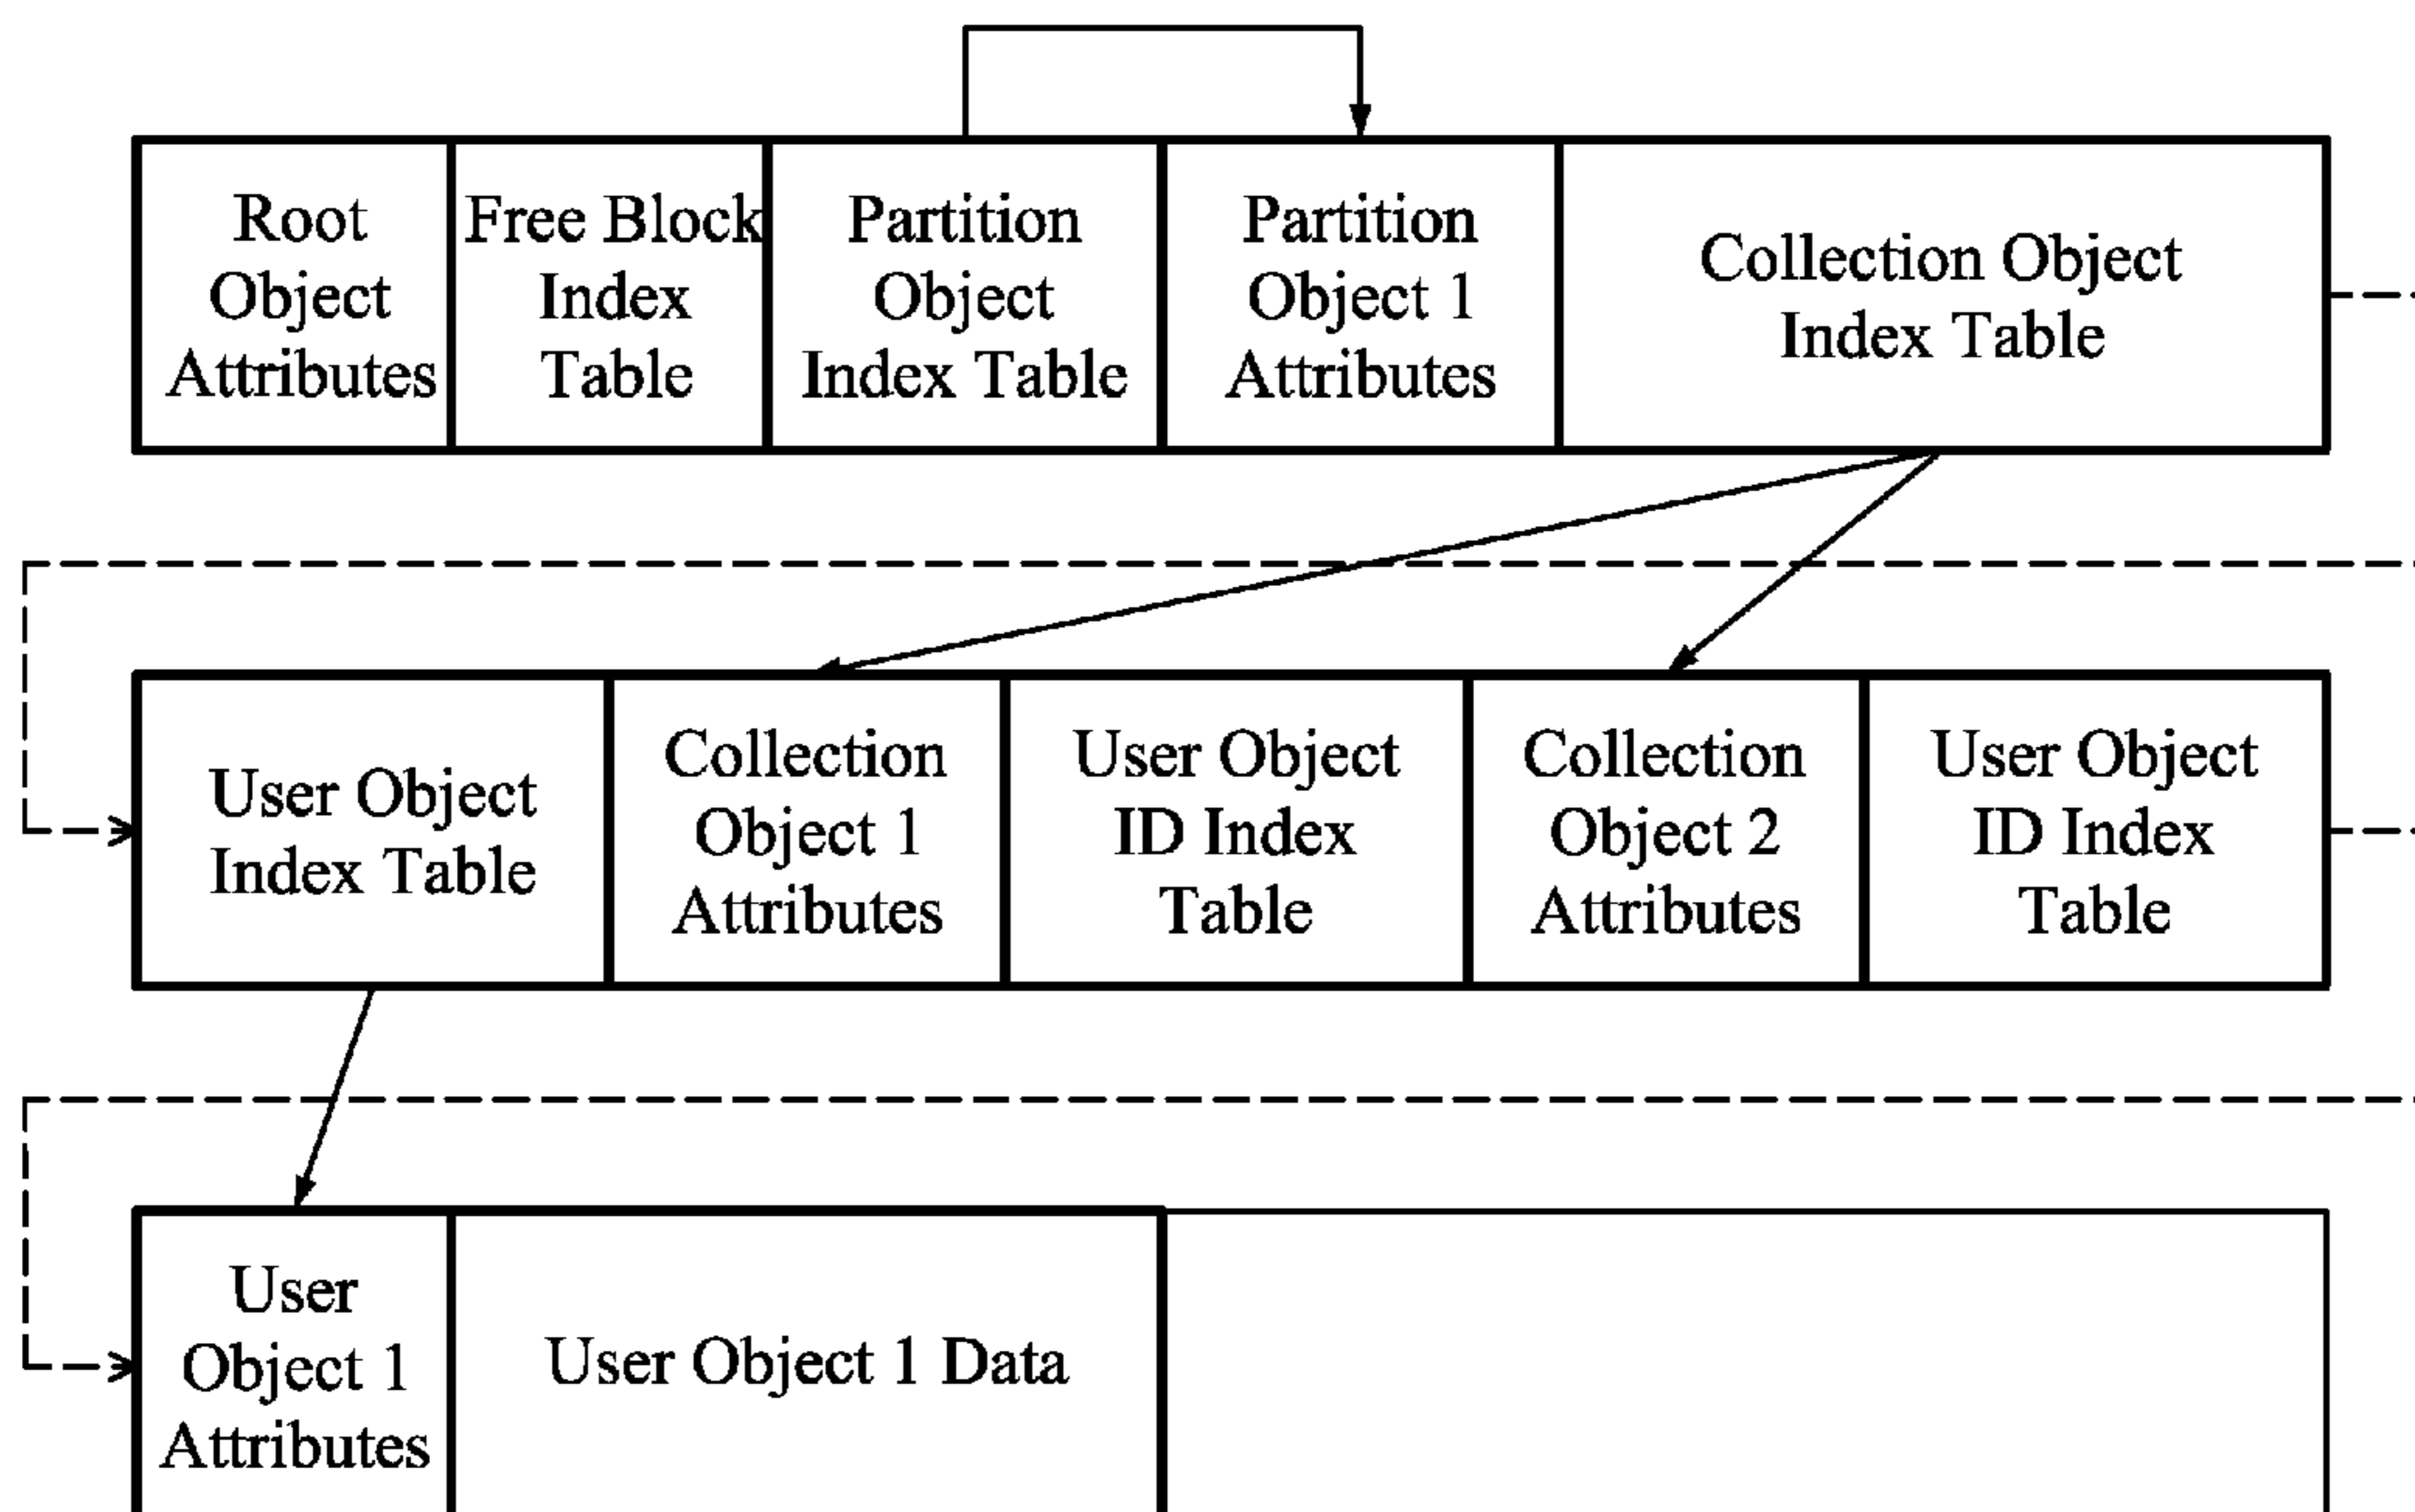 Root
Object
Attributes
Free Block
Index
Table
Partition
Object
Index Table
Partition
Object 1
Attributes
Collection Object
Index Table
User Object
Index Table
Collection
Object 1
Attributes
User Object
ID Index
Table
Collection
Object 2
Attributes
User Object
ID Index
Table
User
Object 1
Attributes
User Object 1 Data